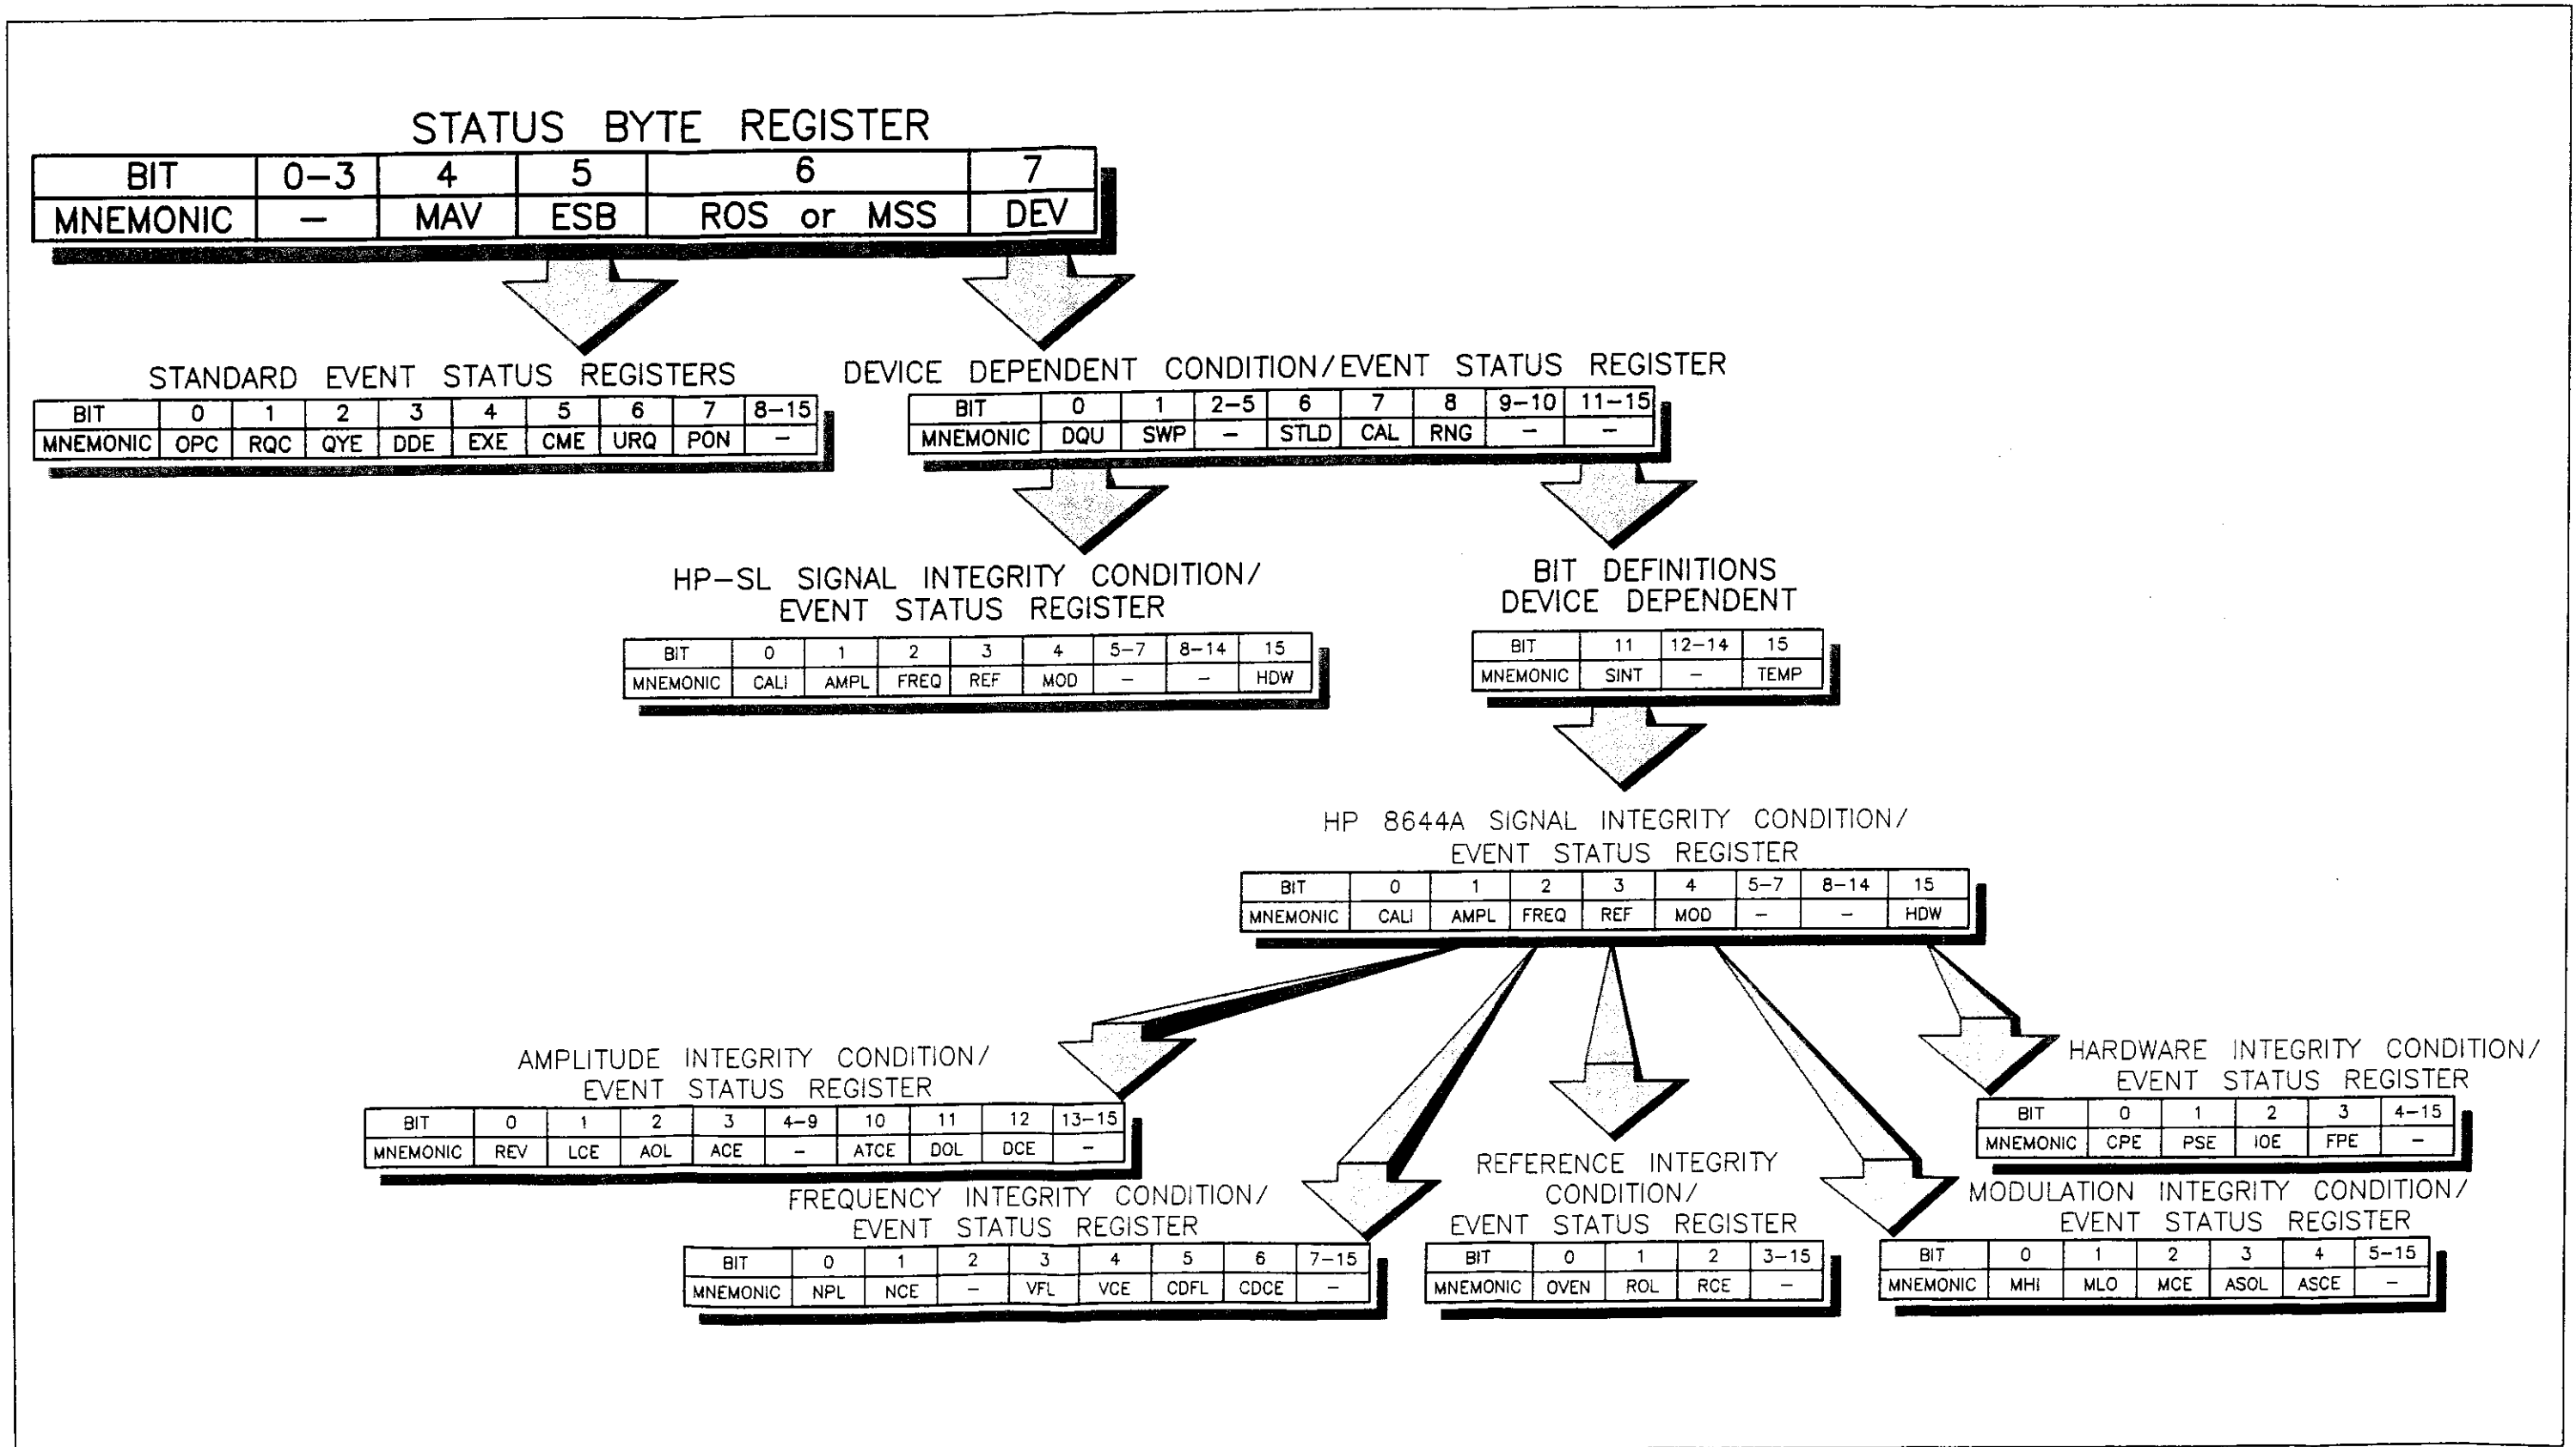 STATUS BYTE REGISTER
BIT 0-3 4 5 6 7
MNEMONIC - MAV ESB ROS or MSS DEV
STANDARD EVENT STATUS REGISTERS
BIT 0 1 2 3 4 5 6 7 8-15
MNEMONIC OPC RQC QYE DDE EXE CME URQ PON -
DEVICE DEPENDENT CONDITION/EVENT STATUS REGISTER
BIT 0 1 2-5 6 7 8 9-10 11-15
MNEMONIC DQU SWP - STLD CAL RNG - -
HP-SL SIGNAL INTEGRITY CONDITION/
EVENT STATUS REGISTER
BIT 0 1 2 3 4 5-7 8-14 15
MNEMONIC CALI AMPL FREQ REF MOD - - HDW
BIT DEFINITIONS
DEVICE DEPENDENT
BIT 11 12-14 15
MNEMONIC SINT - TEMP
HP 8644A SIGNAL INTEGRITY CONDITION/
EVENT STATUS REGISTER
BIT 0 1 2 3 4 5-7 8-14 15
MNEMONIC CALI AMPL FREQ REF MOD - - HDW
AMPLITUDE INTEGRITY CONDITION/
EVENT STATUS REGISTER
BIT 0 1 2 3 4-9 10 11 12 13-15
MNEMONIC REV LCE AOL ACE - ATCE DOL DCE -
HARDWARE INTEGRITY CONDITION/
EVENT STATUS REGISTER
BIT 0 1 2 3 4-15
MNEMONIC CPE PSE IOE FPE -
FREQUENCY INTEGRITY CONDITION/
EVENT STATUS REGISTER
BIT 0 1 2 3 4 5 6 7-15
MNEMONIC NPL NCE - VFL VCE CDFL CDCE -
REFERENCE INTEGRITY
CONDITION/
EVENT STATUS REGISTER
BIT 0 1 2 3-15
MNEMONIC OVEN ROL RCE -
MODULATION INTEGRITY CONDITION/
EVENT STATUS REGISTER
BIT 0 1 2 3 4 5-15
MNEMONIC MHI MLO MCE ASOL ASCE -